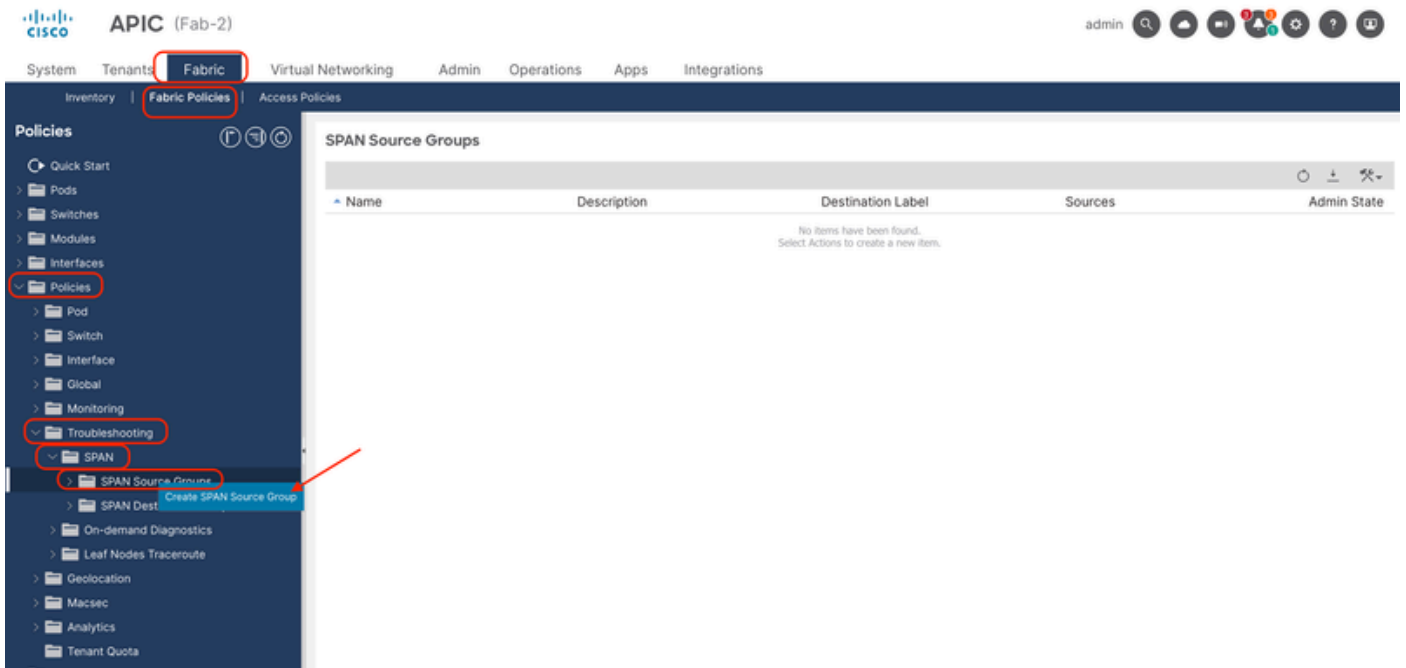 CISCO
APIC (Fab-2)
admin
System Tenants Fabric Virtual Networking Admin Operations Apps Integrations
Inventory | Fabric Policies | Access Policies
Policies
Quick Start
Pods
Switches
Modules
Interfaces
Policies
Pod
Switch
Interface
Global
Monitoring
Troubleshooting
SPAN
SPAN Source Groups
Create SPAN Source Group
SPAN Dest
On-demand Diagnostics
Leaf Nodes Traceroute
Geolocation
Macsec
Analytics
Tenant Quota
SPAN Source Groups
Name Description Destination Label Sources Admin State
No items have been found.
Select Actions to create a new item.